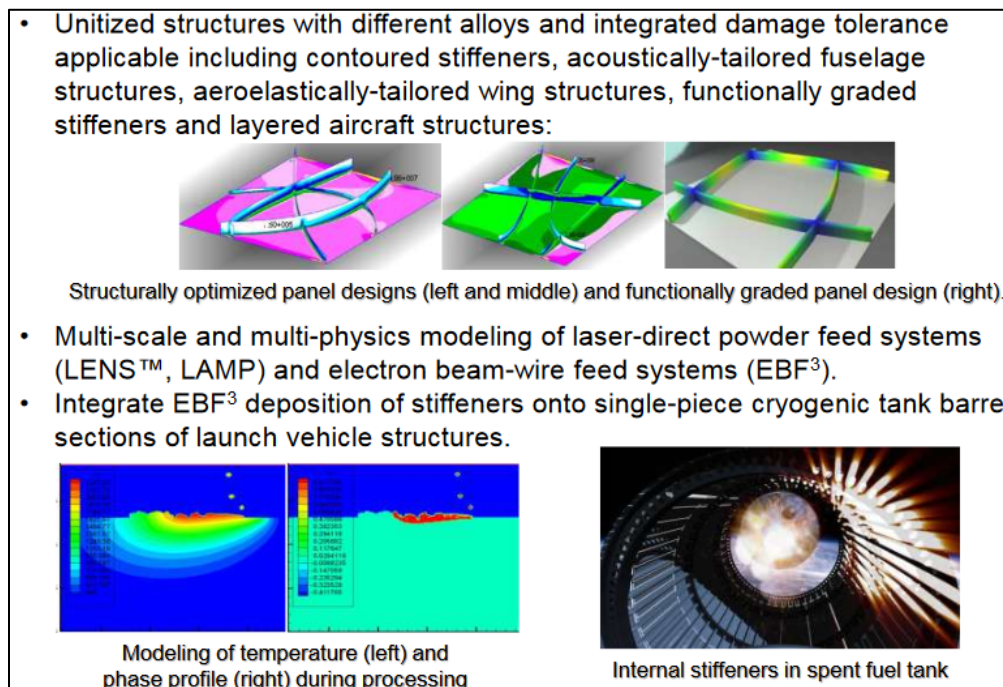 • Unitized structures with different alloys and integrated damage tolerance
applicable including contoured stiffeners, acoustically-tailored fuselage
structures, aeroelastically-tailored wing structures, functionally graded
stiffeners and layered aircraft structures:
Structurally optimized panel designs (left and middle) and functionally graded panel design (right).
• Multi-scale and multi-physics modeling of laser-direct powder feed systems
(LENS™, LAMP) and electron beam-wire feed systems (EBF³).
• Integrate EBF³ deposition of stiffeners onto single-piece cryogenic tank barre
sections of launch vehicle structures.
Modeling of temperature (left) and
phase profile (right) during processing
Internal stiffeners in spent fuel tank